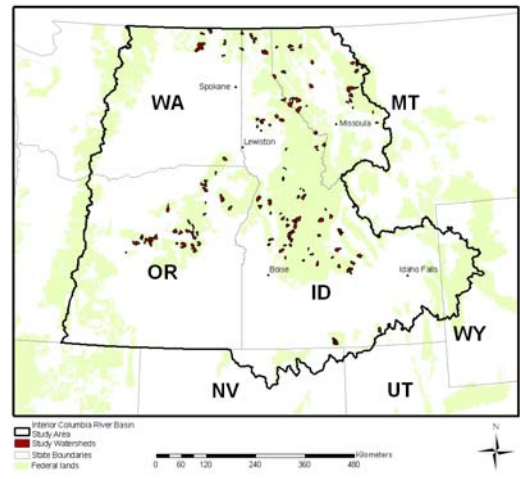 WA
MT
Spokane
Missoula
Lewiston
OR
ID
Boise
Idaho Falls
WY
NV
UT
Interior Columbia River Basin
Study Area
Study Watersheds
State Boundaries
Federal lands
Kilometers
0 30 60 120 240 360 480
N